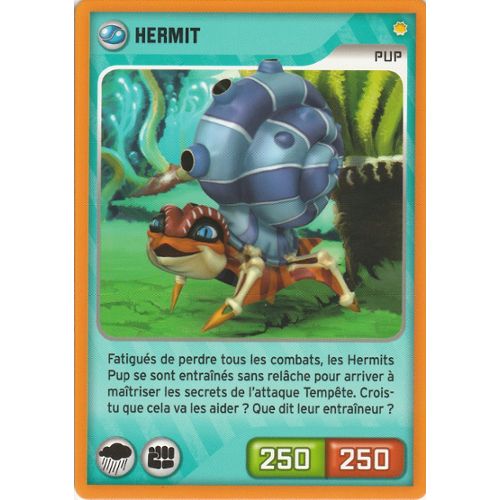 HERMIT
PUP
Fatigués de perdre tous les combats, les Hermits
Pup se sont entraînés sans relâche pour arriver à
maîtriser les secrets de l'attaque Tempête. Crois-
tu que cela va les aider ? Que dit leur entraîneur ?
250 250